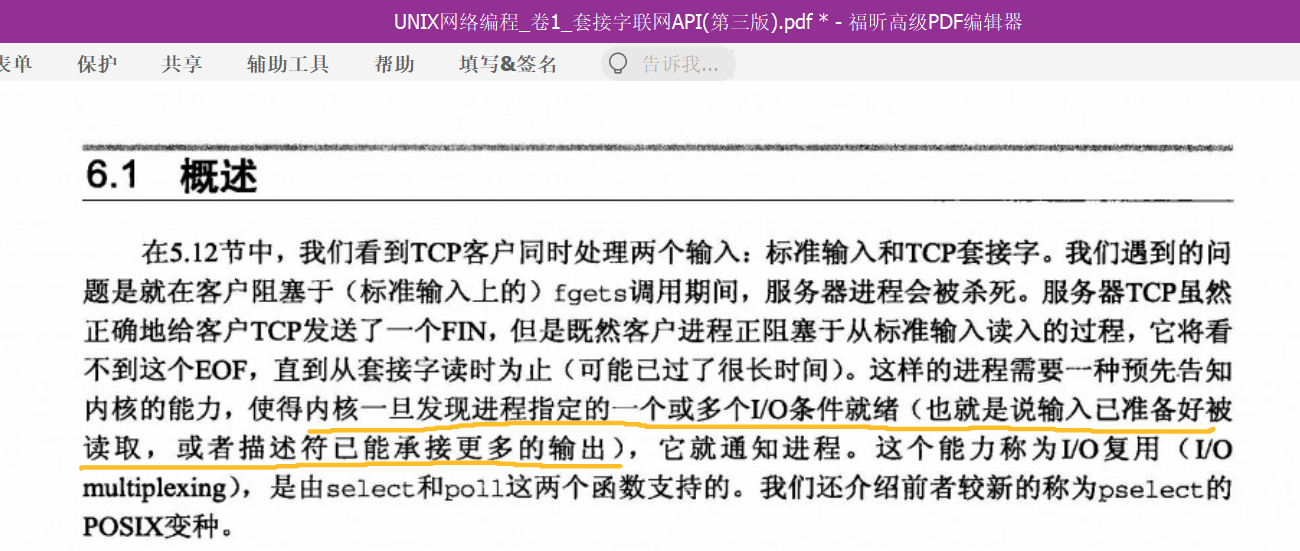 UNIX网络编程_卷1_套接字联网API(第三版).pdf * - 福昕高级PDF编辑器
表单 保护 共享 辅助工具 帮助 填写&签名 告诉我...
6.1 概述
在5.12节中，我们看到TCP客户同时处理两个输入：标准输入和TCP套接字。我们遇到的问
题是就在客户阻塞于（标准输入上的）fgets调用期间，服务器进程会被杀死。服务器TCP虽然
正确地给客户TCP发送了一个FIN，但是既然客户进程正阻塞于从标准输入读入的过程，它将看
不到这个EOF，直到从套接字读时为止（可能已过了很长时间）。这样的进程需要一种预先告知
内核的能力，使得内核一旦发现进程指定的一个或多个I/O条件就绪（也就是说输入已准备好被
读取，或者描述符已能承接更多的输出），它就通知进程。这个能力称为I/O复用（I/O
multiplexing），是由select和poll这两个函数支持的。我们还介绍前者较新的称为pselect的
POSIX变种。